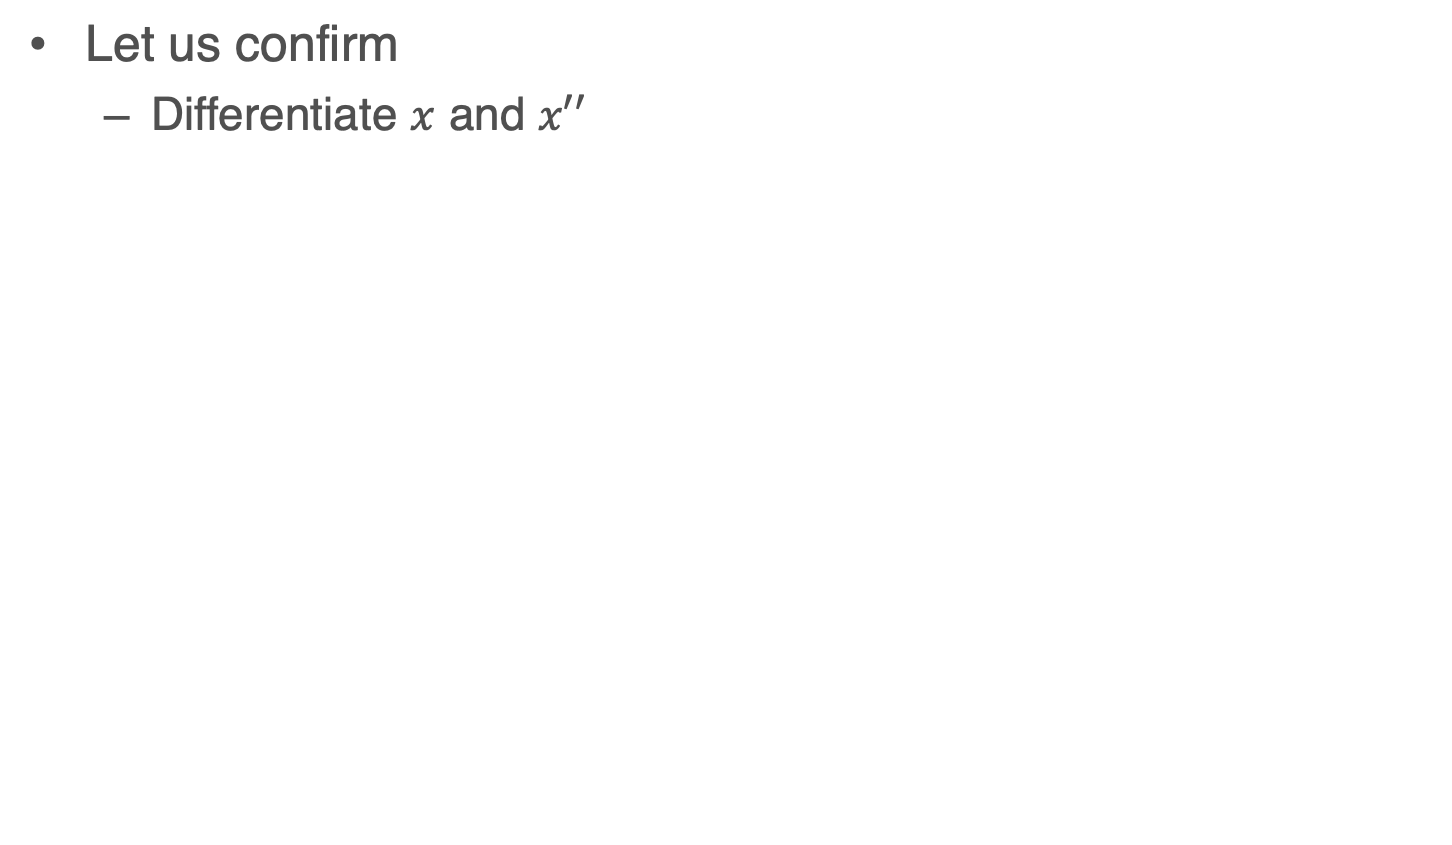 • Let us confirm
– Differentiate 𝑥 and 𝑥′′